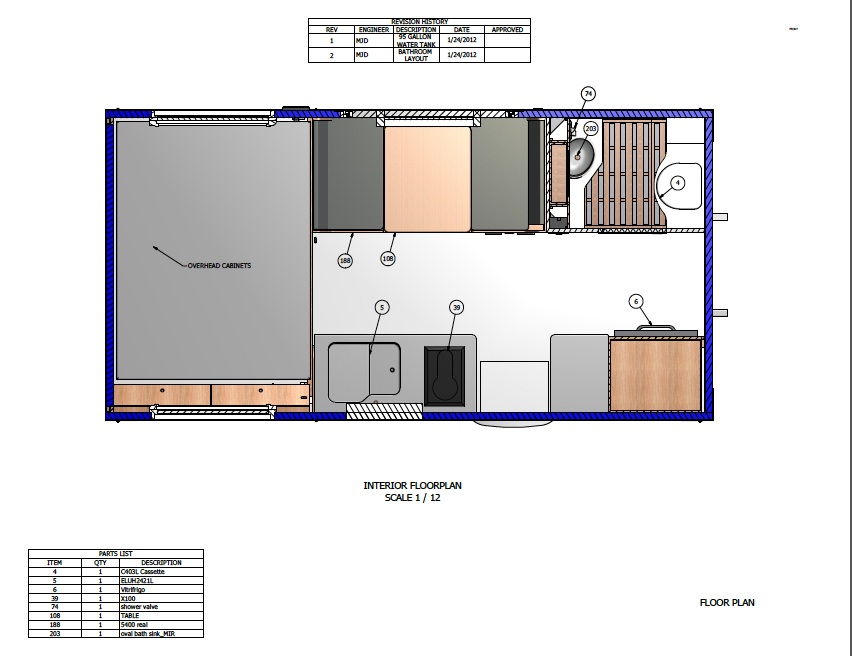 REVISION HISTORY
REV ENGINEER DESCRIPTION DATE APPROVED
1 MJD 95 GALLON WATER TANK 1/24/2012
2 MJD BATHROOM LAYOUT 1/24/2012
74
203
4
OVERHEAD CABINETS
188
108
5
39
6
INTERIOR FLOORPLAN
SCALE 1 / 12
PARTS LIST
ITEM QTY DESCRIPTION
4 1 C403L Cassette
5 1 ELUH2421L
6 1 Vitrifrigo
39 1 X100
74 1 shower valve
108 1 TABLE
188 1 5400 real
203 1 oval bath sink_MIR
FLOOR PLAN